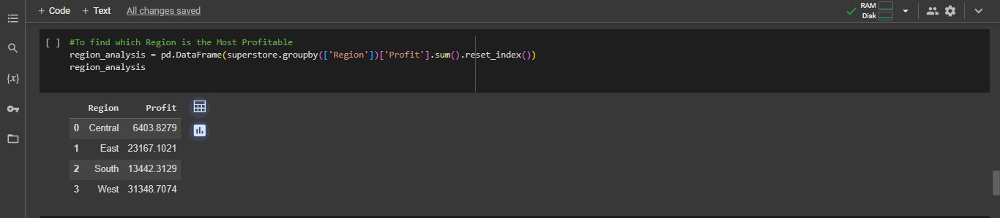 + Code + Text All changes saved
RAM
Disk
{x}
[ ] #To find which Region is the Most Profitable
region_analysis = pd.DataFrame(superstore.groupby(['Region'])['Profit'].sum().reset_index())
region_analysis
Region Profit
0 Central 6403.8279
1 East 23167.1021
2 South 13442.3129
3 West 31348.7074